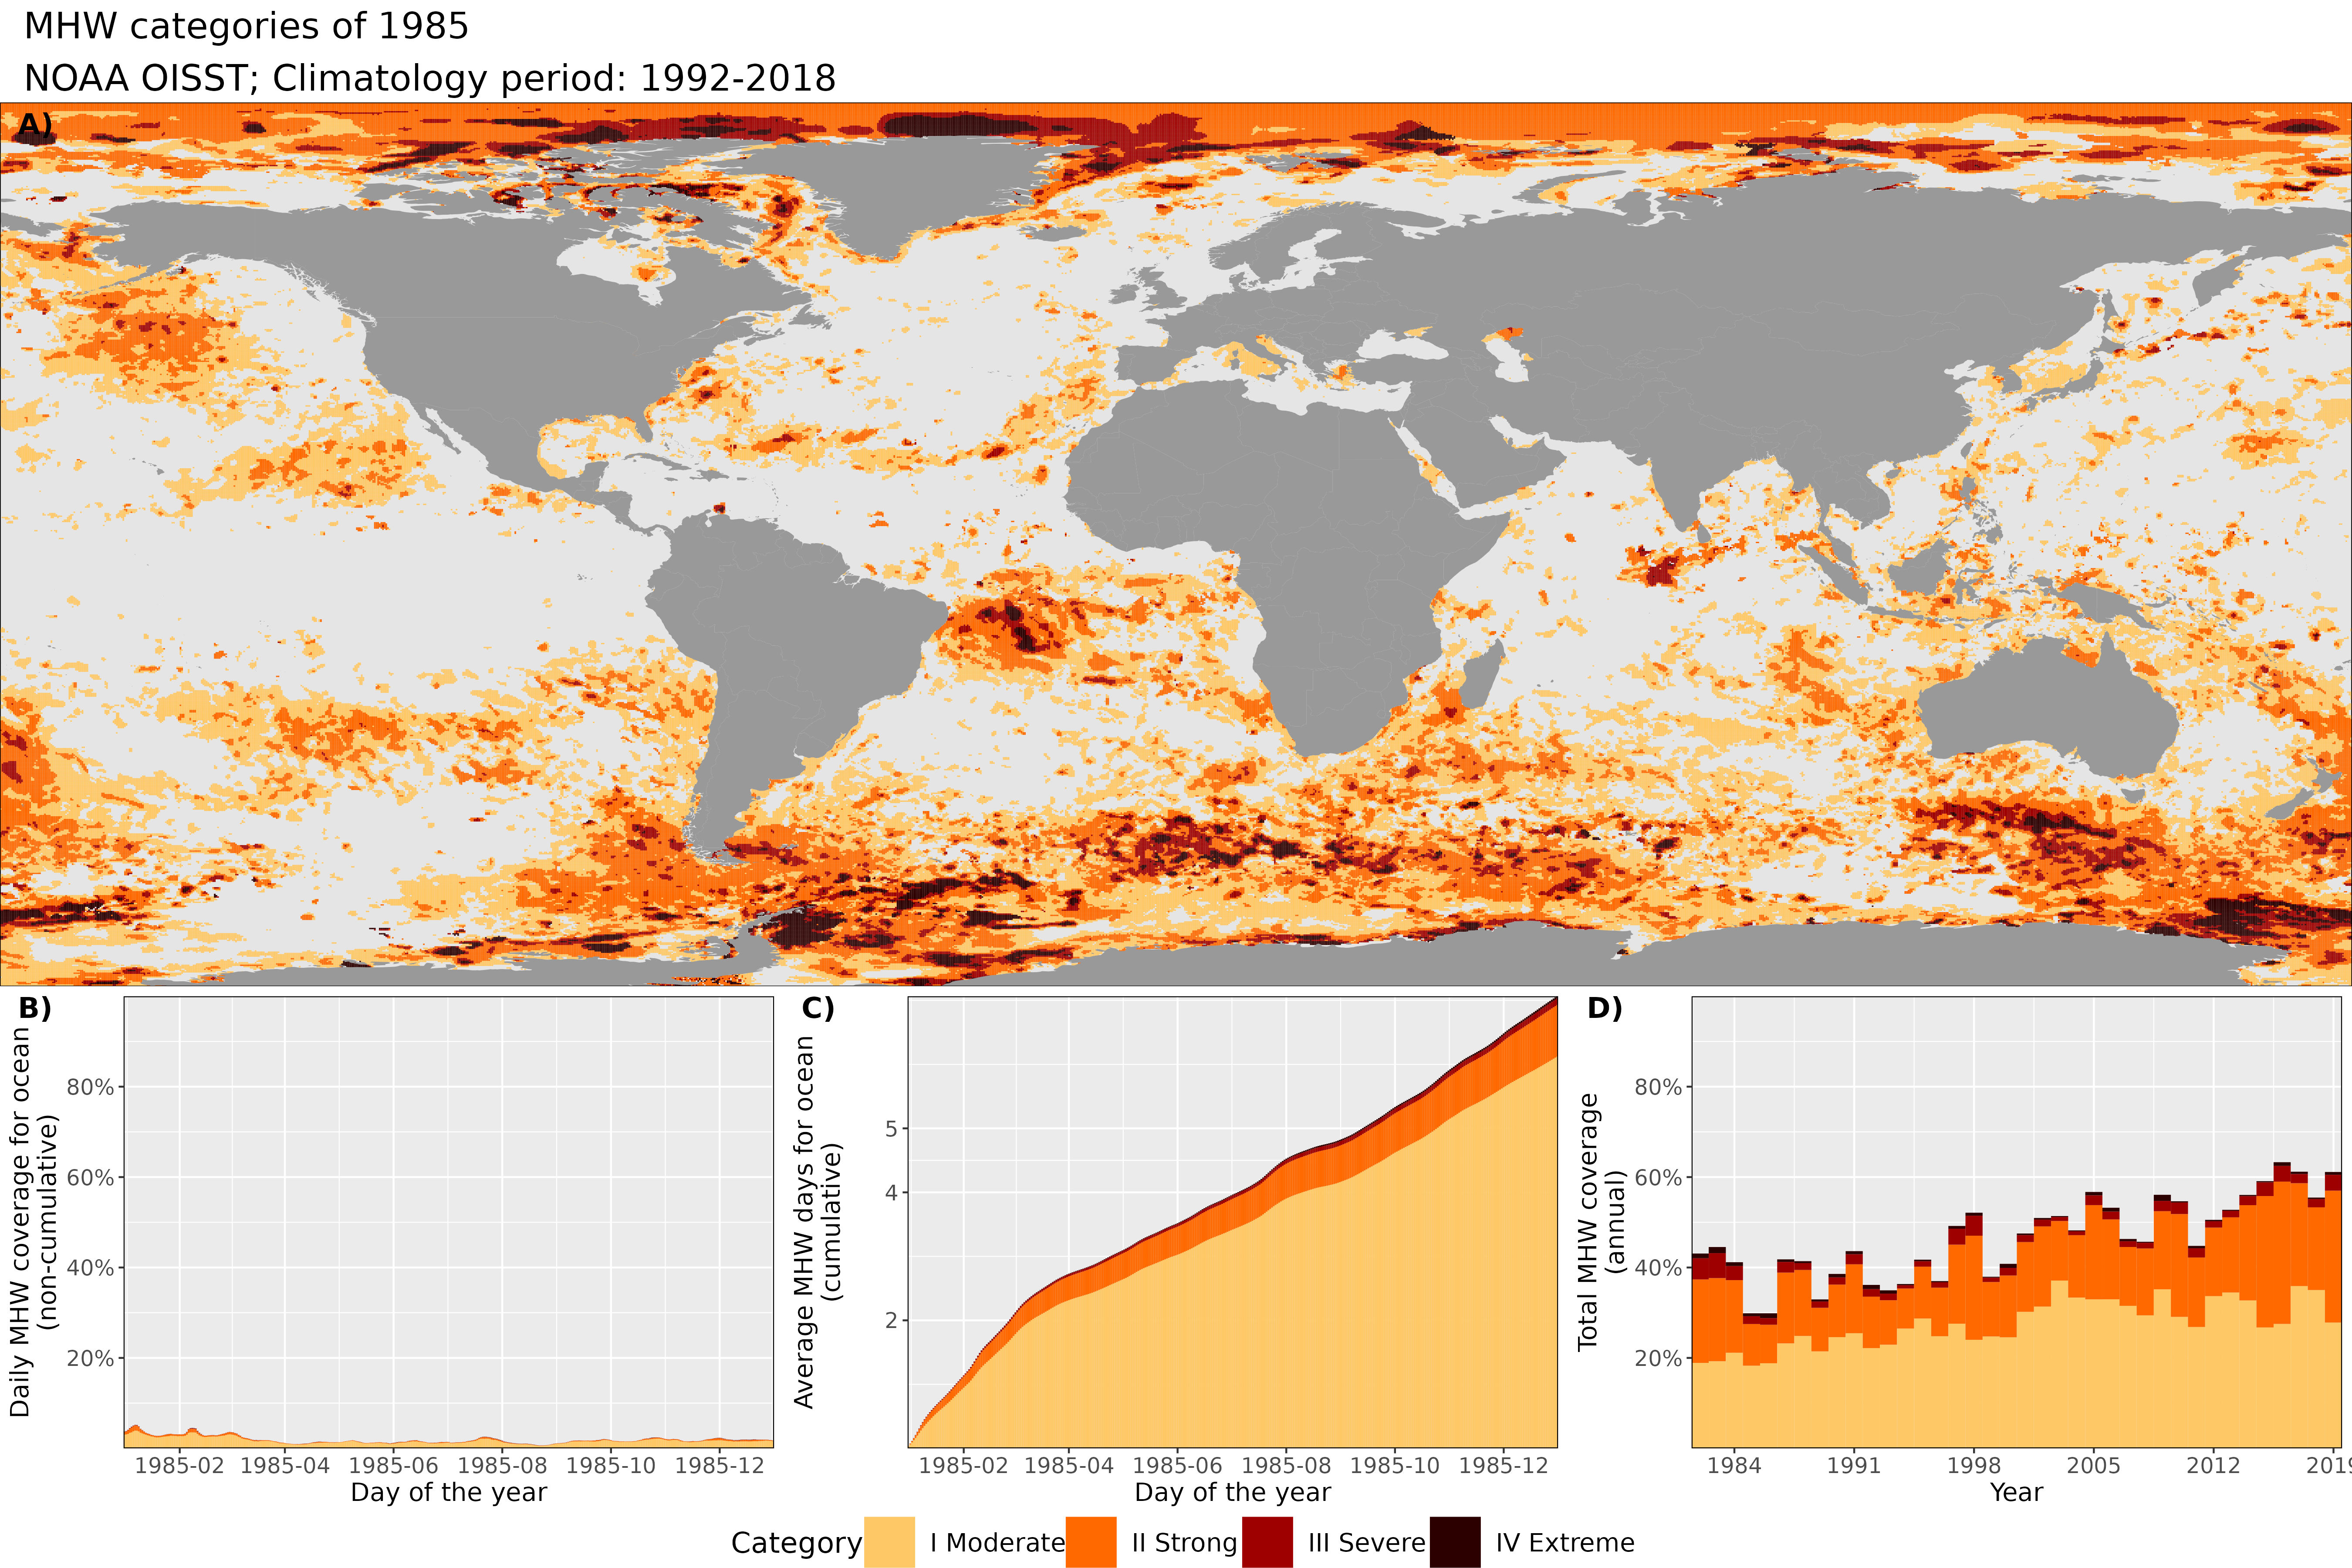 MHW categories of 1985
NOAA OISST; Climatology period: 1992-2018
A)
B)
Daily MHW coverage for ocean
(non-cumulative)
80%
60%
40%
20%
1985-02 1985-04 1985-06 1985-08 1985-10 1985-12
Day of the year
C)
Average MHW days for ocean
(cumulative)
5
4
2
1985-02 1985-04 1985-06 1985-08 1985-10 1985-12
Day of the year
D)
Total MHW coverage
(annual)
80%
60%
40%
20%
1984 1991 1998 2005 2012 2019
Year
Category I Moderate II Strong III Severe IV Extreme